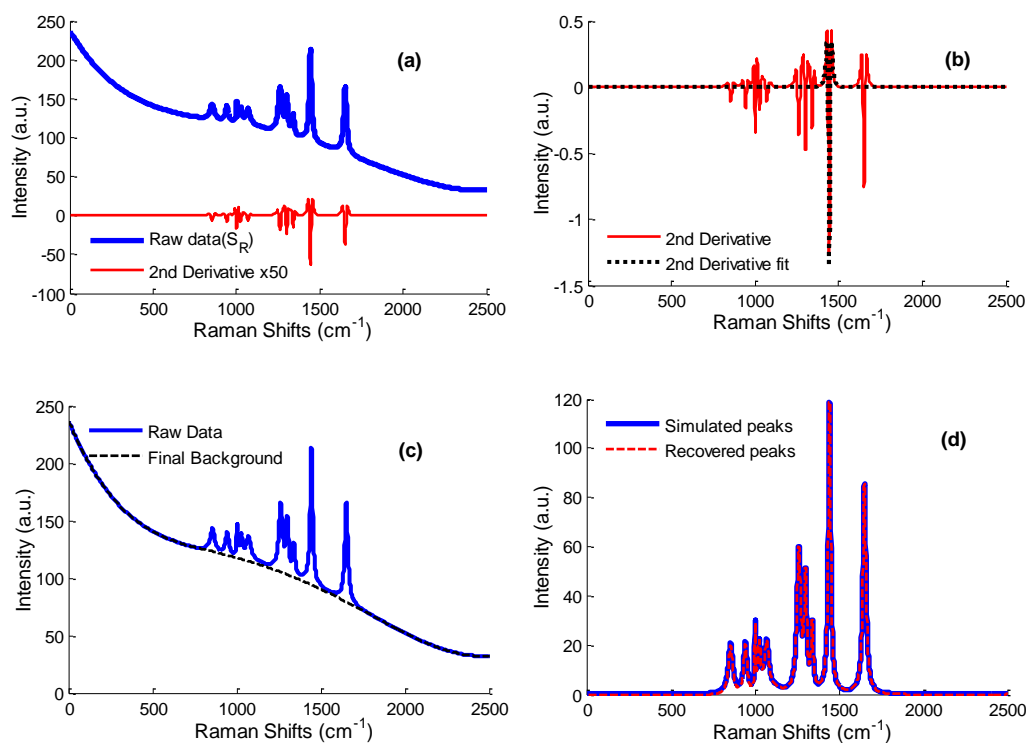 250
200
150
100
50
0
-50
-100
Intensity (a.u.)
(a)
Raw data(S_R)
2nd Derivative x50
0 500 1000 1500 2000 2500
Raman Shifts (cm⁻¹)
0.5
0
-0.5
-1
-1.5
Intensity (a.u.)
(b)
2nd Derivative
2nd Derivative fit
0 500 1000 1500 2000 2500
Raman Shifts (cm⁻¹)
250
200
150
100
50
0
Intensity (a.u.)
Raw Data
Final Background
(c)
0 500 1000 1500 2000 2500
Raman Shifts (cm⁻¹)
120
100
80
60
40
20
0
Intensity (a.u.)
Simulated peaks
Recovered peaks
(d)
0 500 1000 1500 2000 2500
Raman Shifts (cm⁻¹)